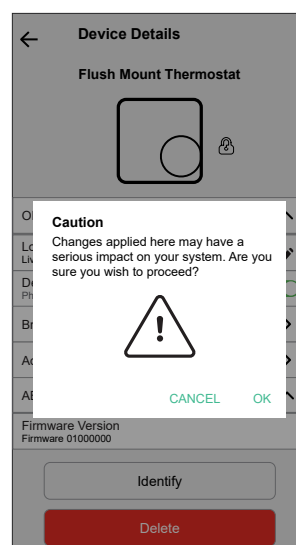 Device Details
Flush Mount Thermostat
Caution
Changes applied here may have a
serious impact on your system. Are you
sure you wish to proceed?
CANCEL OK
Firmware Version
Firmware 01000000
Identify
Delete